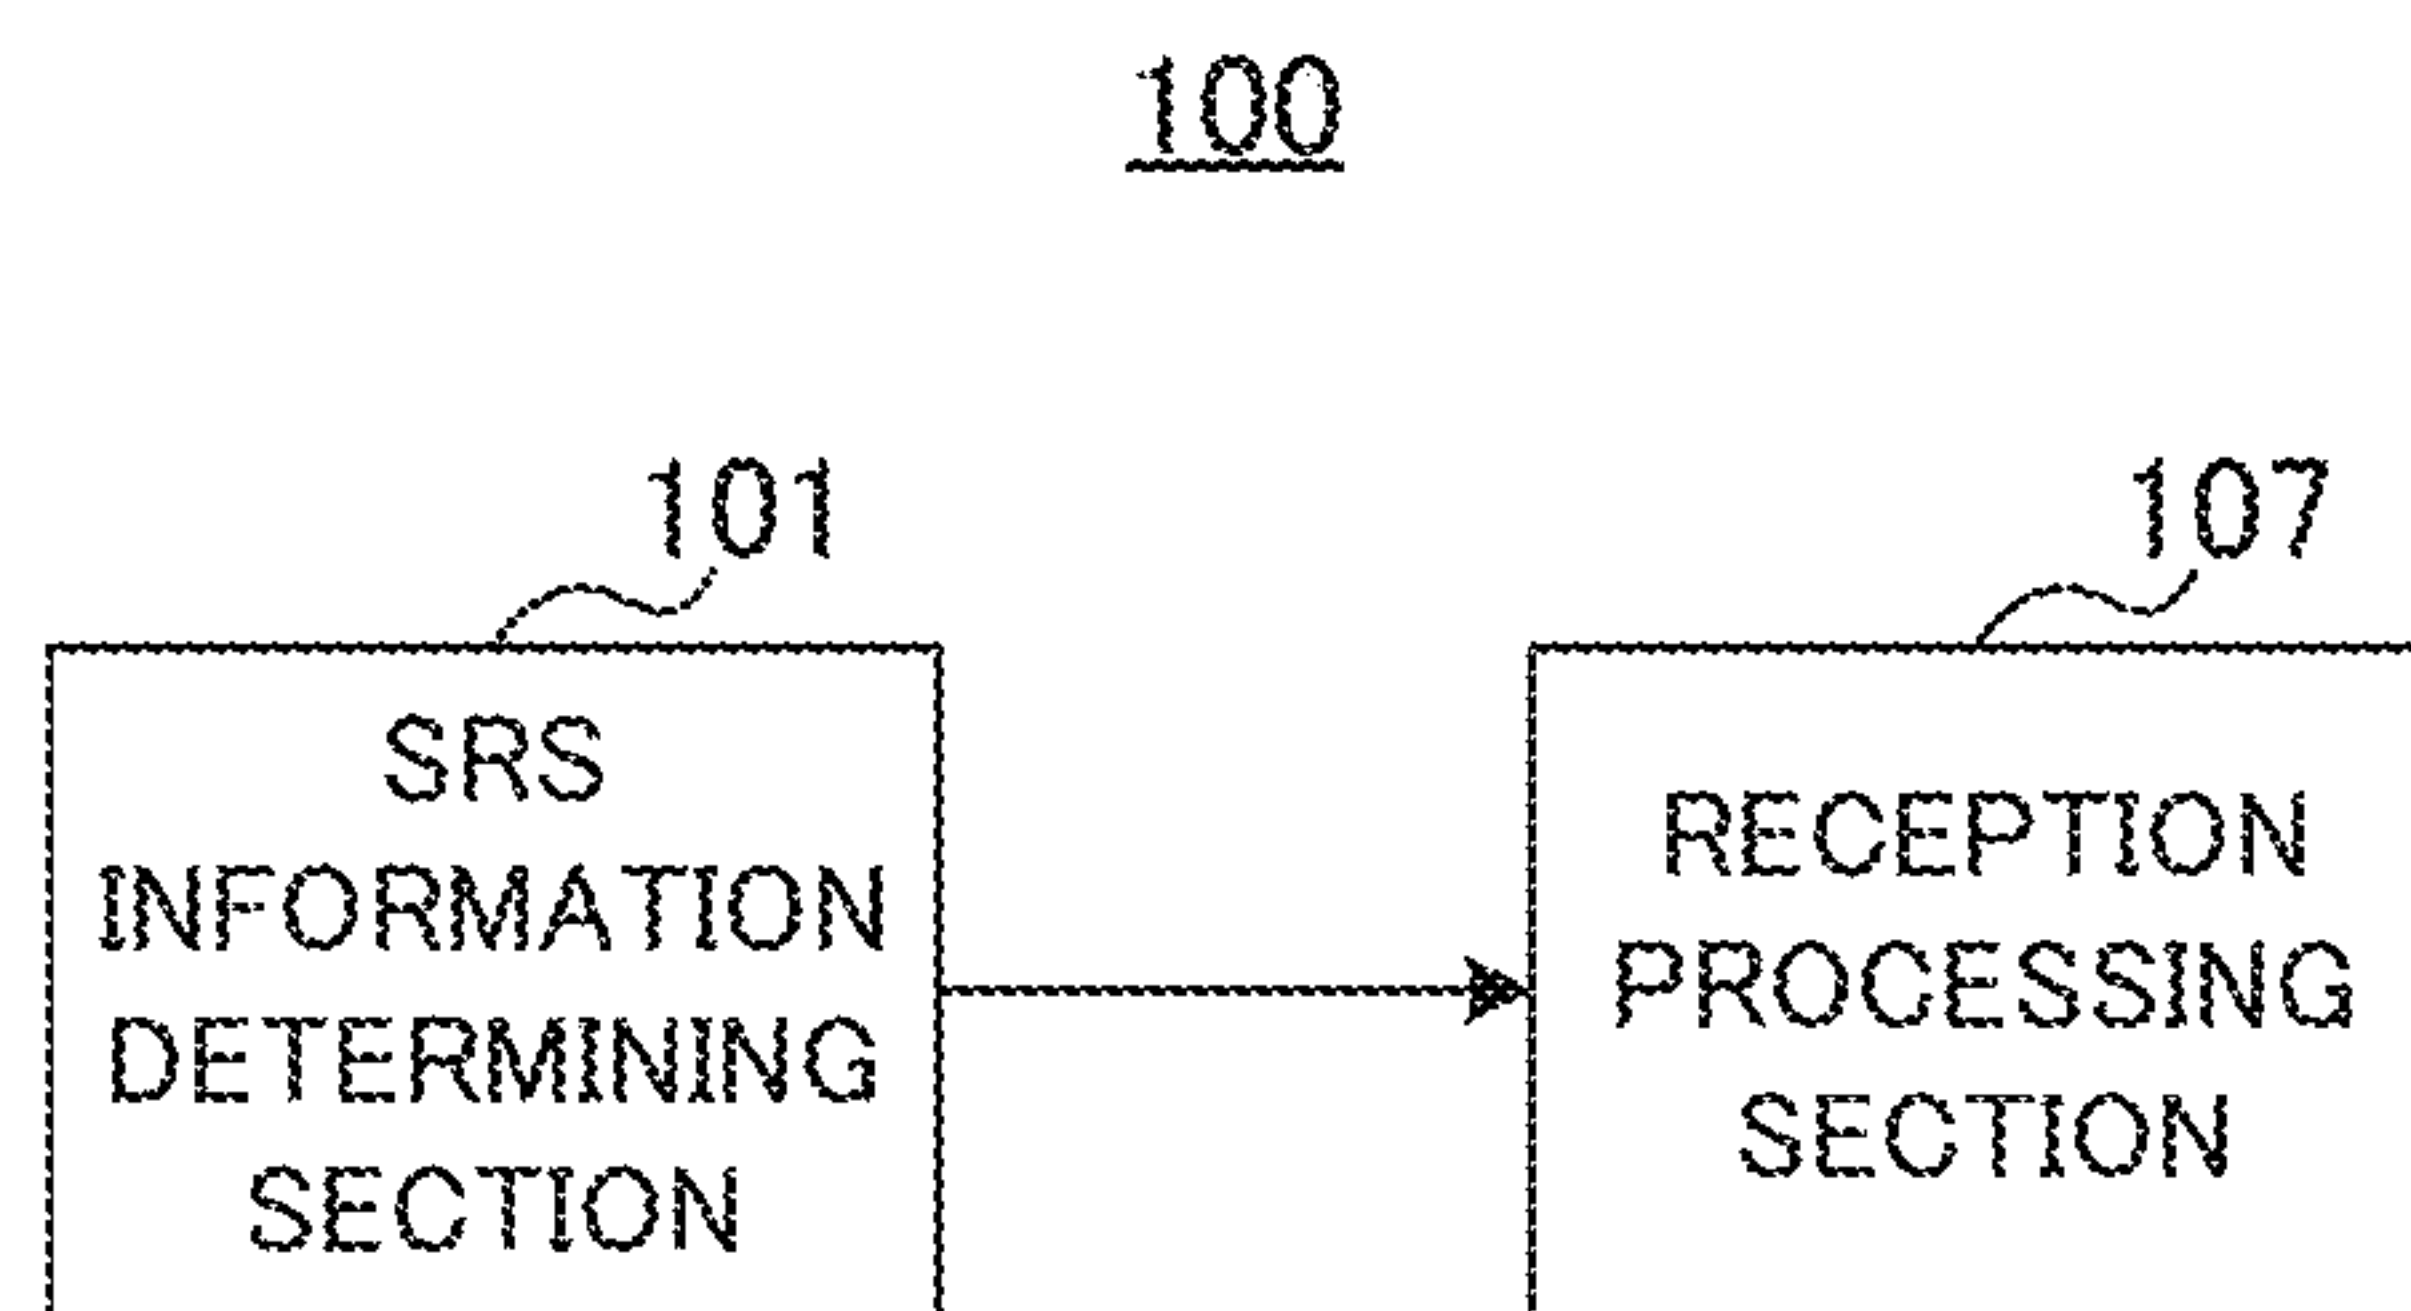 100
101
107
SRS
INFORMATION
DETERMINING
SECTION
RECEPTION
PROCESSING
SECTION